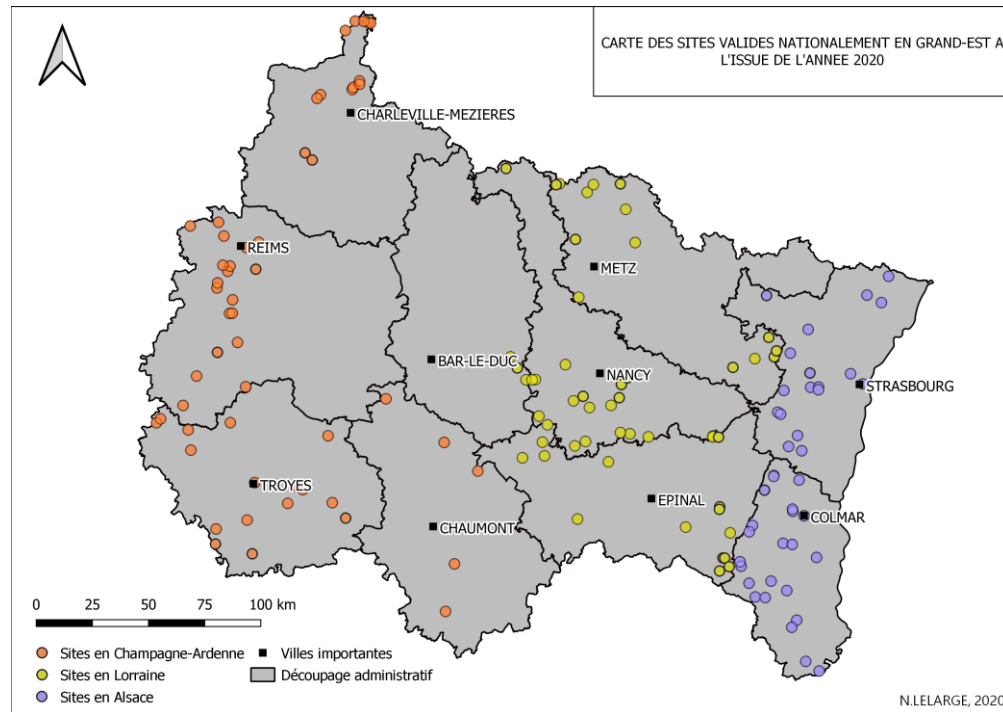 CARTE DES SITES VALIDES NATIONALEMENT EN GRAND-EST A
L'ISSUE DE L'ANNEE 2020
CHARLEVILLE-MEZIERES
REIMS
METZ
BAR-LE-DUC
NANCY
STRASBOURG
TROYES
EPINAL
CHAUMONT
COLMAR
0 25 50 75 100 km
Sites en Champagne-Ardenne
Villes importantes
Sites en Lorraine
Découpage administratif
Sites en Alsace
N.LELARGE, 2020